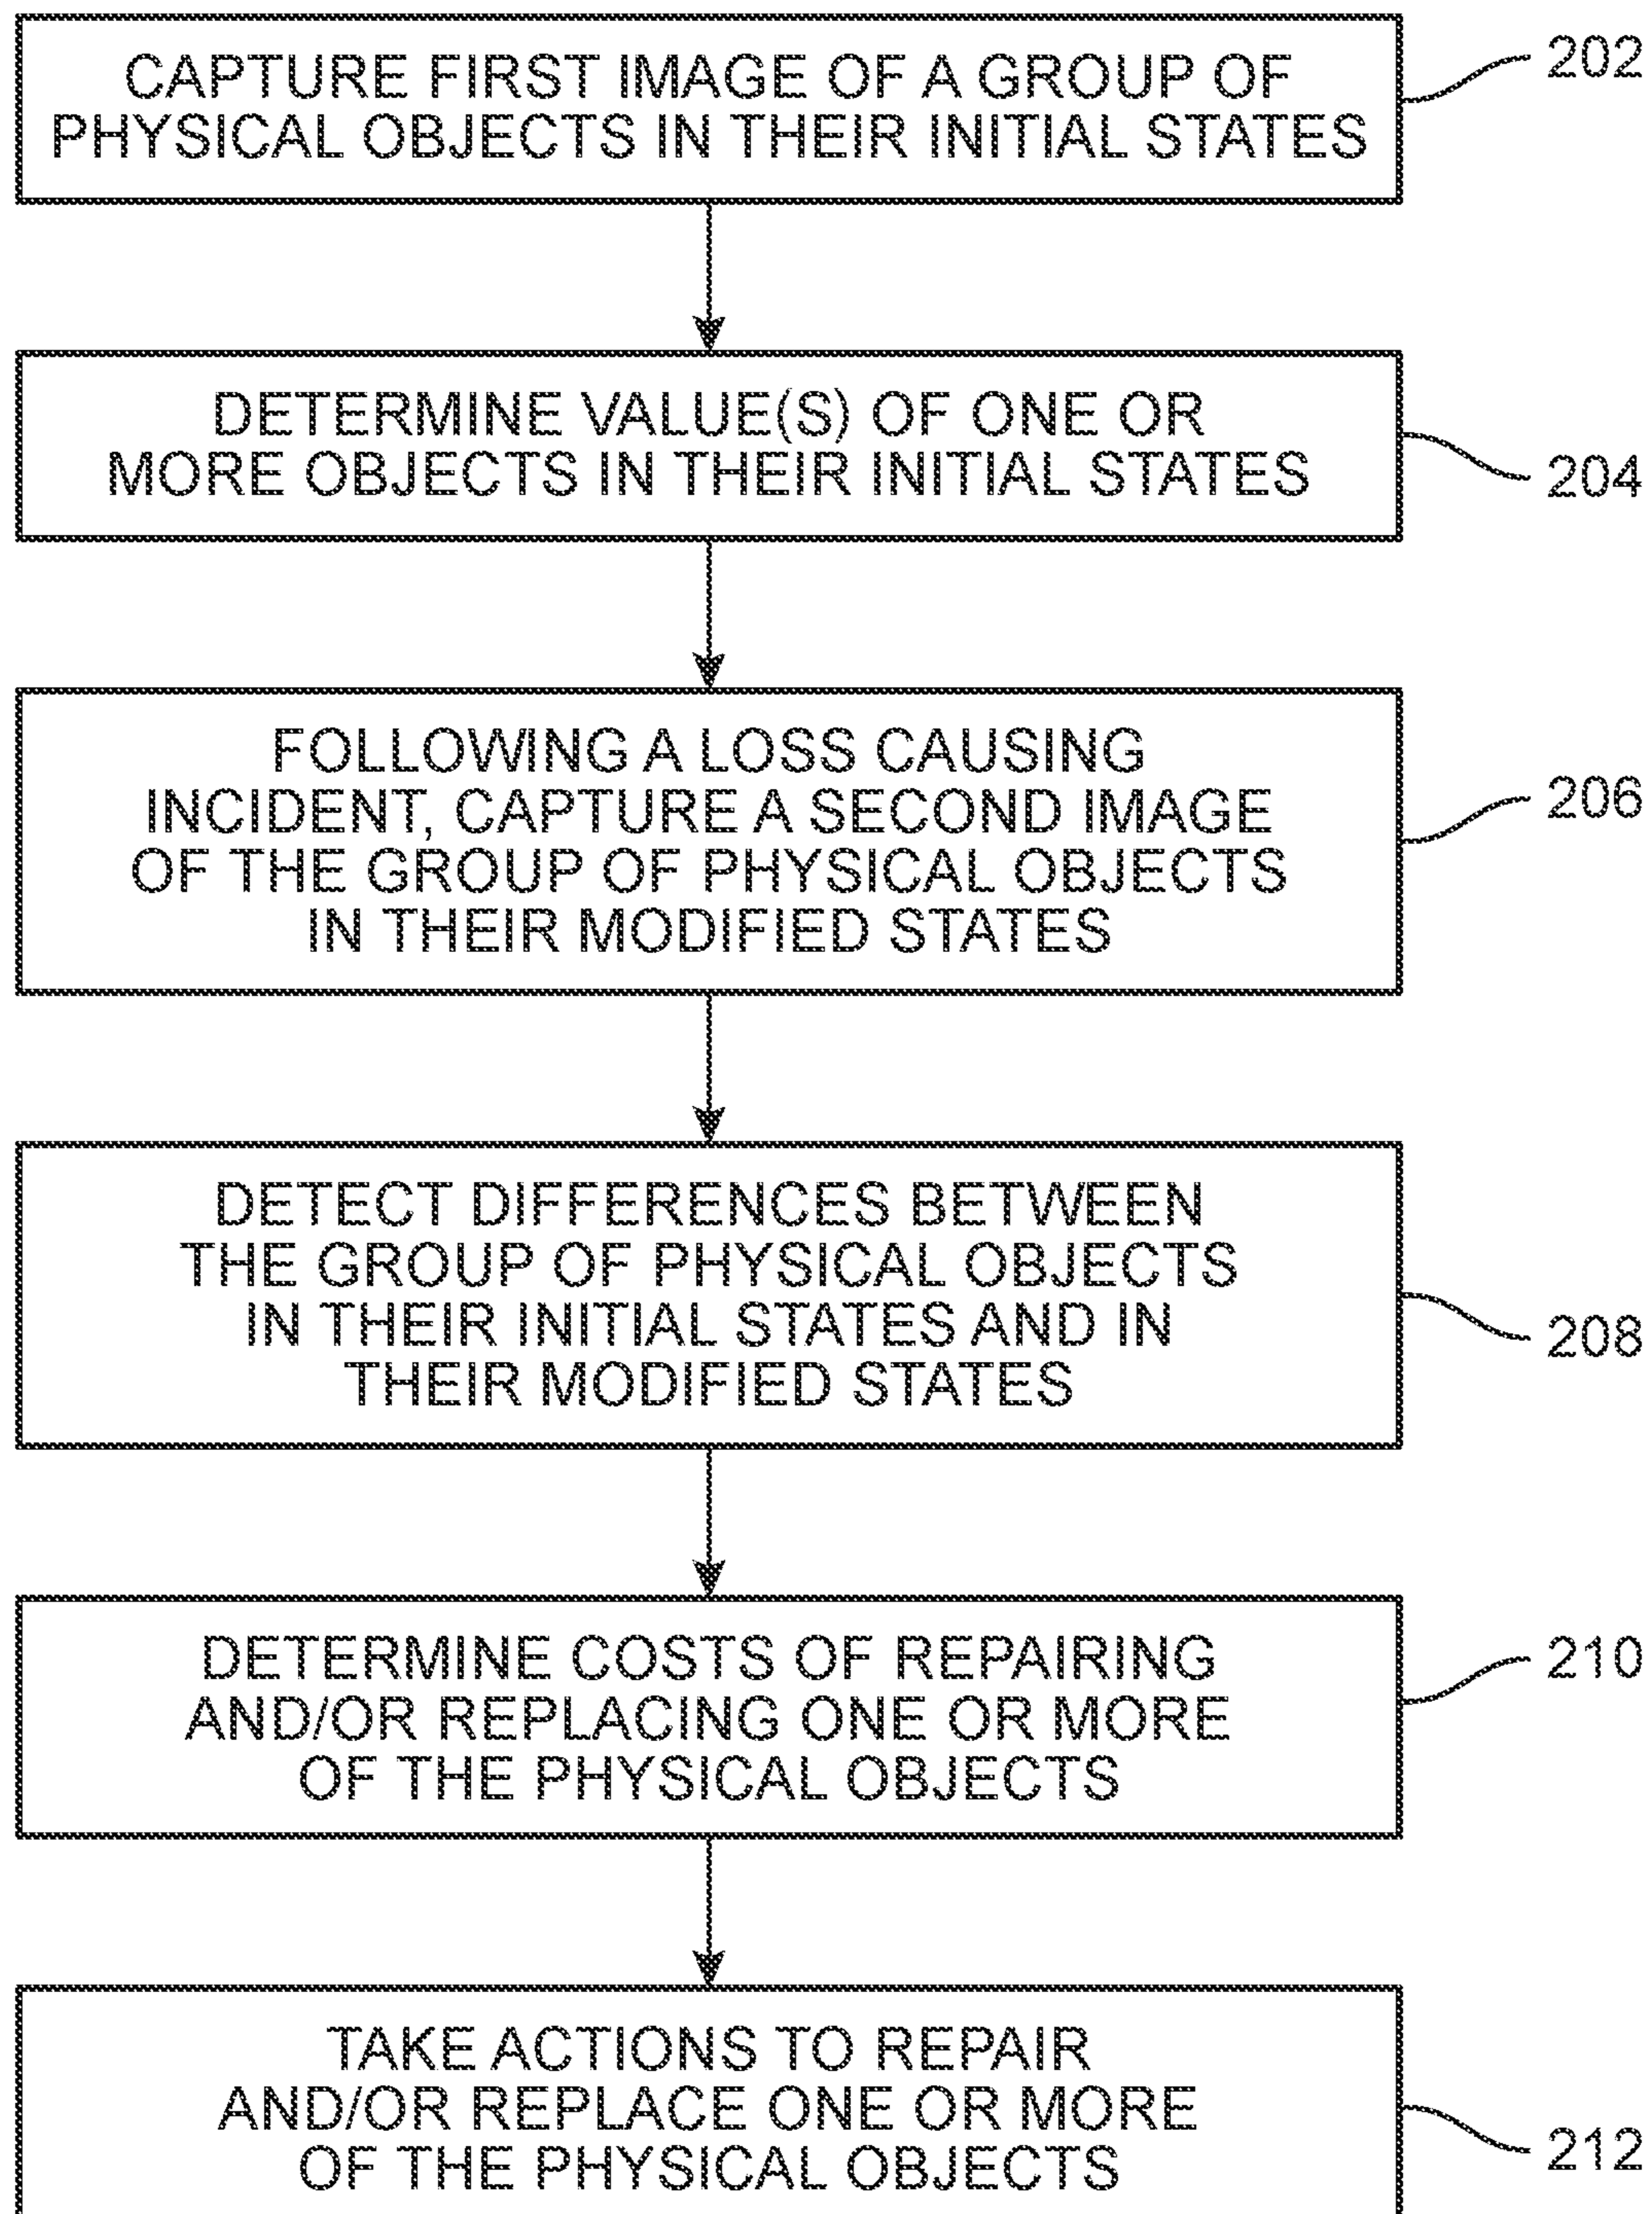 CAPTURE FIRST IMAGE OF A GROUP OF
PHYSICAL OBJECTS IN THEIR INITIAL STATES
202
DETERMINE VALUE(S) OF ONE OR
MORE OBJECTS IN THEIR INITIAL STATES
204
FOLLOWING A LOSS CAUSING
INCIDENT, CAPTURE A SECOND IMAGE
OF THE GROUP OF PHYSICAL OBJECTS
IN THEIR MODIFIED STATES
206
DETECT DIFFERENCES BETWEEN
THE GROUP OF PHYSICAL OBJECTS
IN THEIR INITIAL STATES AND IN
THEIR MODIFIED STATES
208
DETERMINE COSTS OF REPAIRING
AND/OR REPLACING ONE OR MORE
OF THE PHYSICAL OBJECTS
210
TAKE ACTIONS TO REPAIR
AND/OR REPLACE ONE OR MORE
OF THE PHYSICAL OBJECTS
212